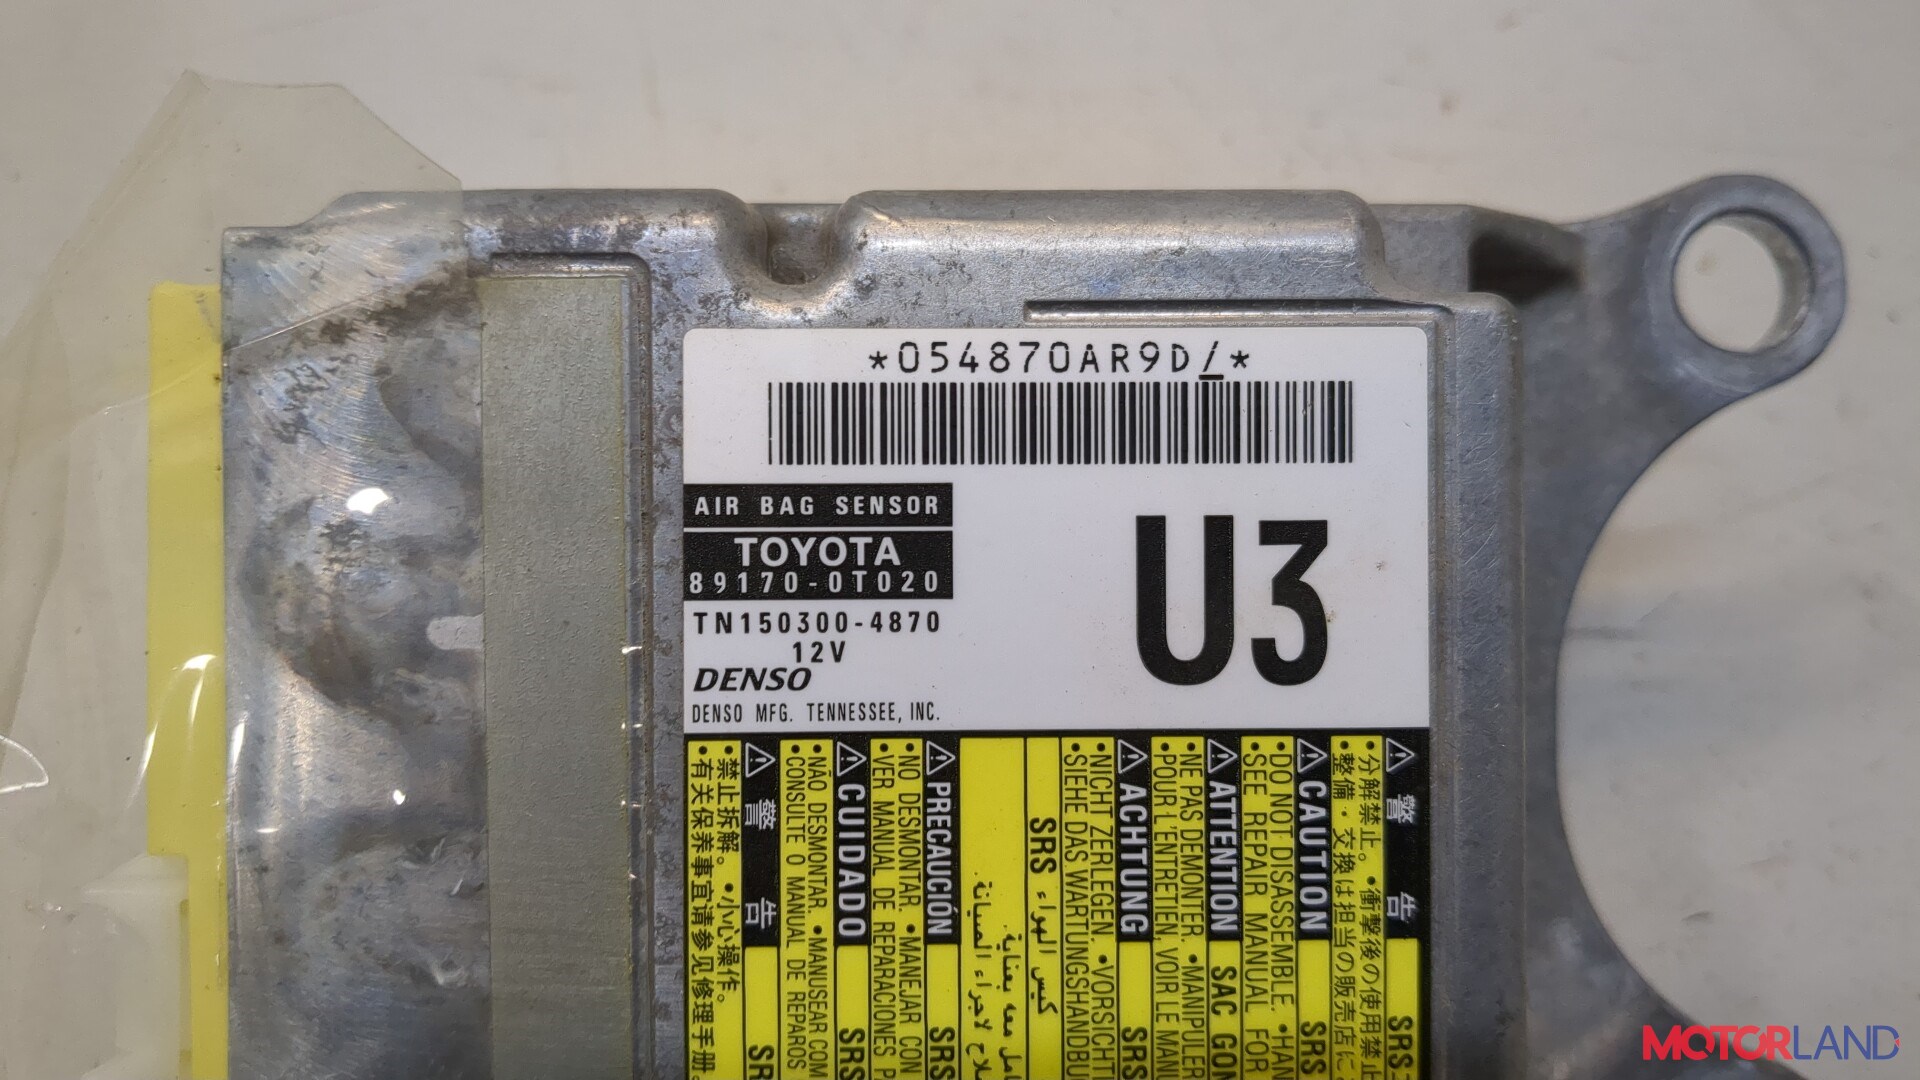 *054870AR9D/*
AIR BAG SENSOR
TOYOTA
89170-0T020
TN150300-4870
12V
DENSO
DENSO MFG. TENNESSEE, INC.
U3
警告
SRS
・分解禁止。・衝撃後の使用禁止
・整備・交換は担当の販売店に
CAUTION
SRS
•DO NOT DISASSEMBLE. •HAN
•SEE REPAIR MANUAL FOR
ATTENTION
SAC GON
•NE PAS DEMONTER. •MANIPULER
POUR L'ENTRETIEN, VOIR LE MANUE
ACHTUNG
SRS
•NICHT ZERLEGEN. •VORSICHT
•SIEHE DAS WARTUNGSHANDBU
SRS كيس الهواء
PRECAUCIÓN
SRS
•NO DESMONTAR. •MANEJAR CON
•VER MANUAL DE REPARACIONES P
CUIDADO
SRS
•NÃO DESMONTAR. •MANUSEAR COM
•CONSULTE O MANUAL DE REPAROS
警告
SR
•禁止拆解。•小心操作。
•有关保养事宜请参见修理手册。
MOTORLAND